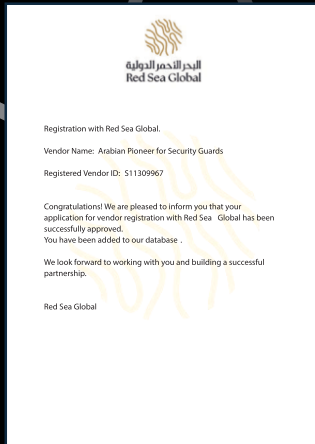 البحر الأحمر الدولية
Red Sea Global
Registration with Red Sea Global.
Vendor Name: Arabian Pioneer for Security Guards
Registered Vendor ID: S11309967
Congratulations! We are pleased to inform you that your
application for vendor registration with Red Sea Global has been
successfully approved.
You have been added to our database .
We look forward to working with you and building a successful
partnership.
Red Sea Global